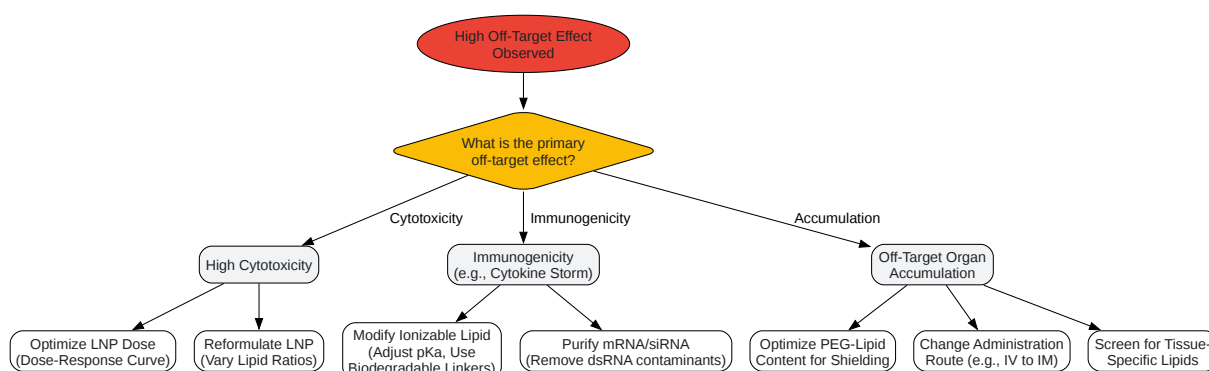 High Off-Target Effect
Observed
What is the primary
off-target effect?
Cytotoxicity
Immunogenicity
Accumulation
High Cytotoxicity
Immunogenicity
(e.g., Cytokine Storm)
Off-Target Organ
Accumulation
Optimize LNP Dose
(Dose-Response Curve)
Reformulate LNP
(Vary Lipid Ratios)
Modify Ionizable Lipid
(Adjust pKa, Use
Biodegradable Linkers)
Purify mRNA/siRNA
(Remove dsRNA contaminants)
Optimize PEG-Lipid
Content for Shielding
Change Administration
Route (e.g., IV to IM)
Screen for Tissue-
Specific Lipids